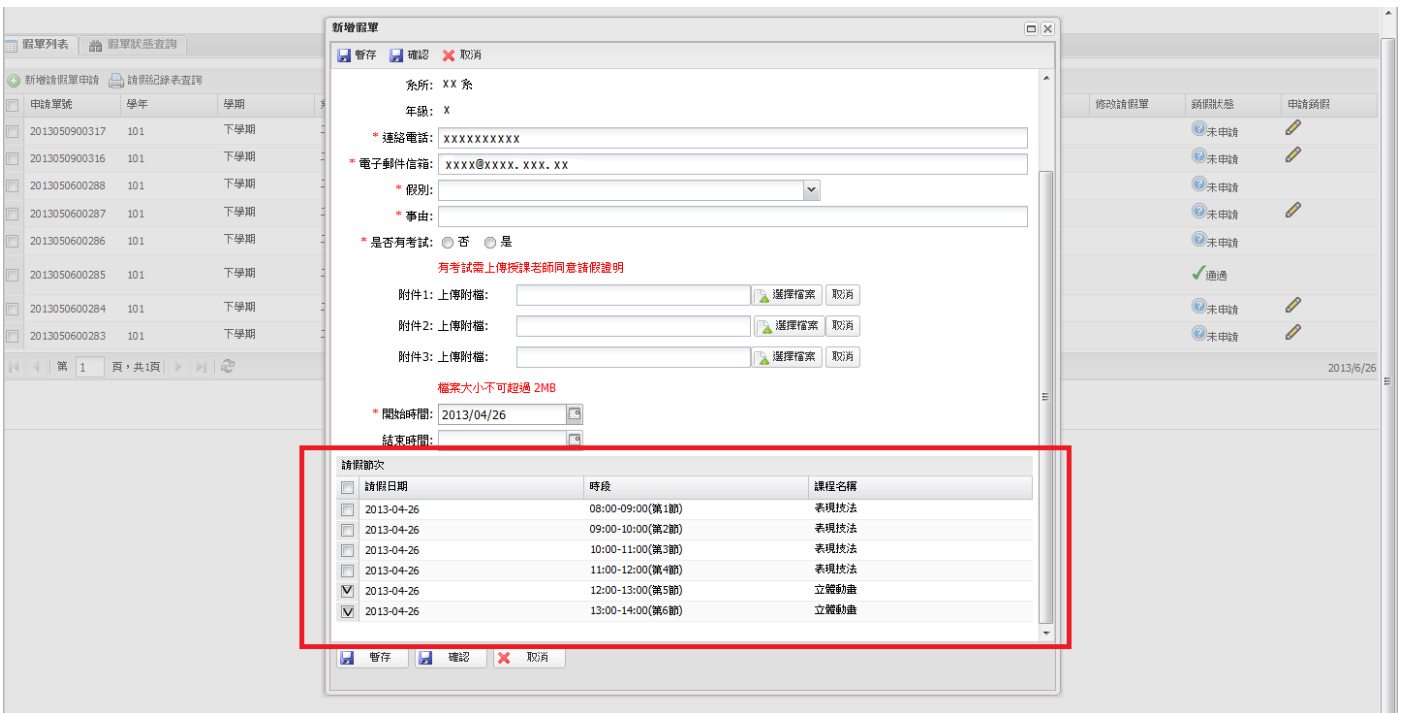 新增假單
假單列表 假單狀態查詢
暫存 確認 取消
新增請假單申請 請假紀錄表查詢
申請單號 學年 學期 修改請假單 銷假狀態 申請銷假
2013050900317 101 下學期 未申請
2013050900316 101 下學期 未申請
2013050600288 101 下學期 未申請
2013050600287 101 下學期 未申請
2013050600286 101 下學期 未申請
2013050600285 101 下學期 通過
2013050600284 101 下學期 未申請
2013050600283 101 下學期 未申請
第 1 頁，共1頁 2013/6/26
系所: XX 系
年級: X
* 連絡電話: xxxxxxxxxx
* 電子郵件信箱: xxxx@xxxx.xxx.xx
* 假別:
* 事由:
* 是否有考試: 否 是
有考試需上傳授課老師同意請假證明
附件1: 上傳附檔: 選擇檔案 取消
附件2: 上傳附檔: 選擇檔案 取消
附件3: 上傳附檔: 選擇檔案 取消
檔案大小不可超過 2MB
* 開始時間: 2013/04/26
結束時間:
請假節次
請假日期 時段 課程名稱
2013-04-26 08:00-09:00(第1節) 表現技法
2013-04-26 09:00-10:00(第2節) 表現技法
2013-04-26 10:00-11:00(第3節) 表現技法
2013-04-26 11:00-12:00(第4節) 表現技法
2013-04-26 12:00-13:00(第5節) 立體動畫
2013-04-26 13:00-14:00(第6節) 立體動畫
暫存 確認 取消